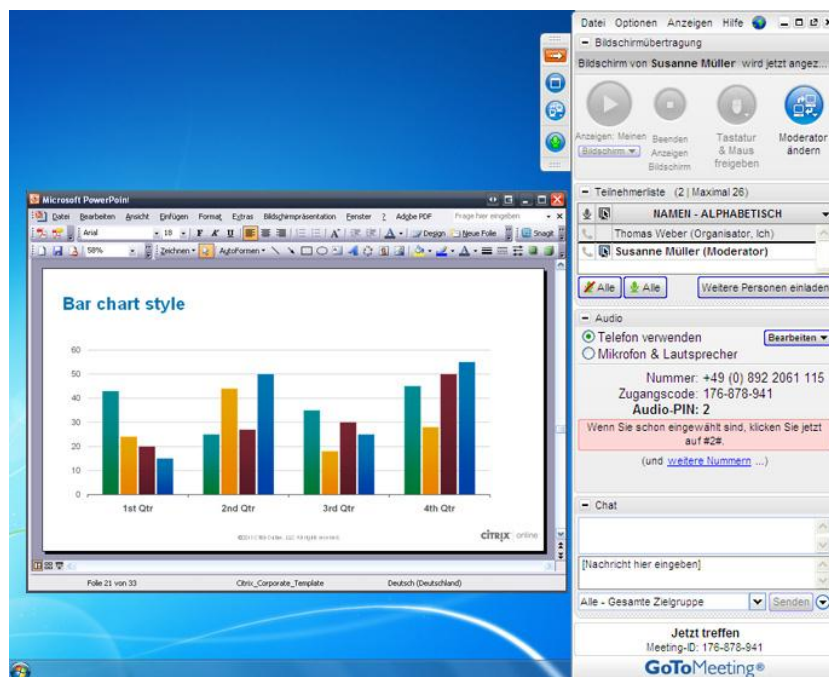 Datei Optionen Anzeigen Hilfe
Bildschirmübertragung
Bildschirm von Susanne Müller wird jetzt angez...
Anzeigen: Meinen
Bildschirm
Beenden
Anzeigen
Bildschirm
Tastatur
& Maus
freigeben
Moderator
ändern
Teilnehmerliste (2 | Maximal 26)
NAMEN - ALPHABETISCH
Thomas Weber (Organisator, Ich)
Susanne Müller (Moderator)
Alle Alle Weitere Personen einladen
Audio
Telefon verwenden Bearbeiten
Mikrofon & Lautsprecher
Nummer: +49 (0) 892 2061 115
Zugangscode: 176-878-941
Audio-PIN: 2
Wenn Sie schon eingewählt sind, klicken Sie jetzt
auf #2#.
(und weitere Nummern ...)
Chat
[Nachricht hier eingeben]
Alle - Gesamte Zielgruppe Senden
Jetzt treffen
Meeting-ID: 176-878-941
GoToMeeting®
Microsoft PowerPoint
Datei Bearbeiten Ansicht Einfügen Format Extras Bildschirmpräsentation Fenster ? Adobe PDF Frage hier eingeben
Arial 18 F K U A Design Neue Folie Snagit
58% Zeichnen AutoFormen
Bar chart style
60
50
40
30
20
10
0
1st Qtr 2nd Qtr 3rd Qtr 4th Qtr
citrix online
Folie 21 von 33 Citrix_Corporate_Template Deutsch (Deutschland)